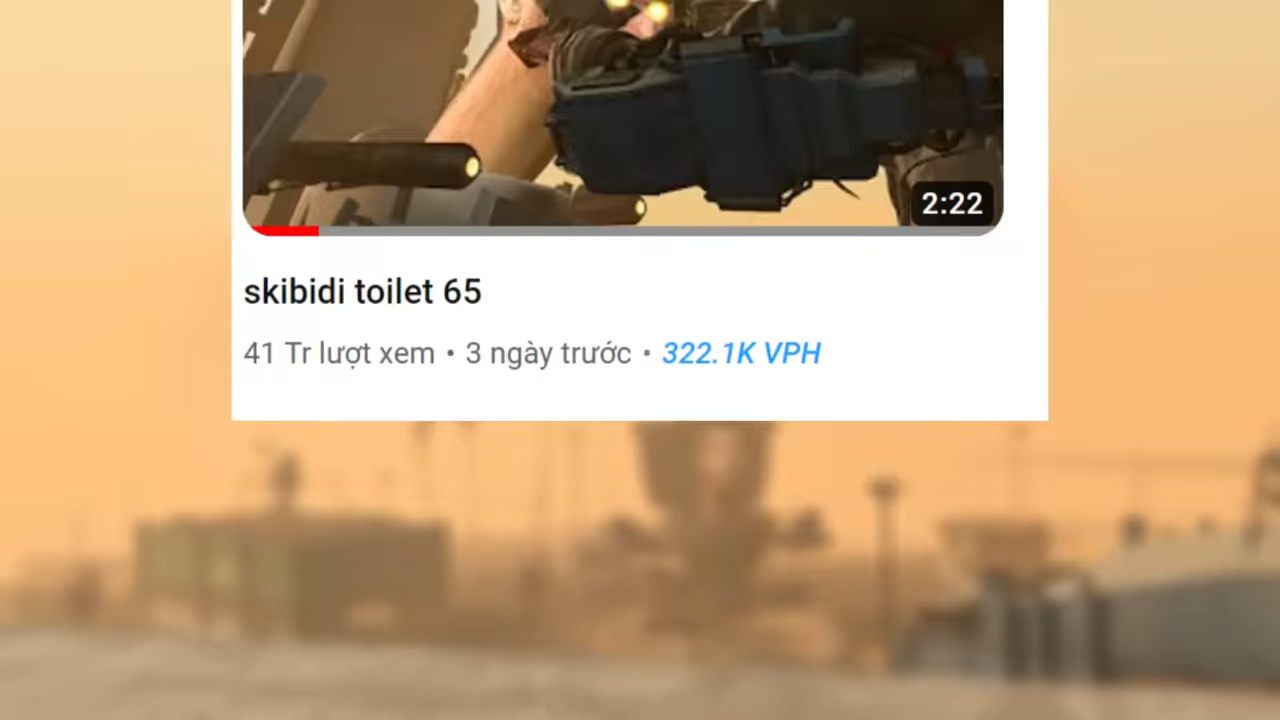 2:22
skibidi toilet 65
41 Tr lượt xem • 3 ngày trước • 322.1K VPH